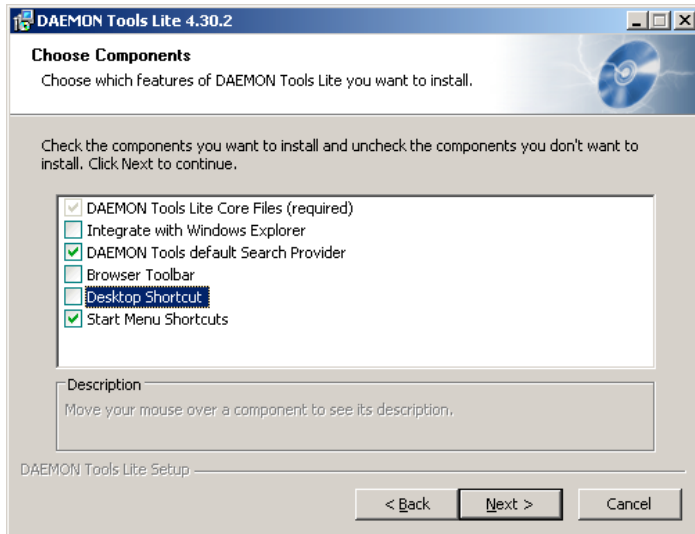 DAEMON Tools Lite 4.30.2
Choose Components
Choose which features of DAEMON Tools Lite you want to install.
Check the components you want to install and uncheck the components you don't want to
install. Click Next to continue.
DAEMON Tools Lite Core Files (required)
Integrate with Windows Explorer
DAEMON Tools default Search Provider
Browser Toolbar
Desktop Shortcut
Start Menu Shortcuts
Description
Move your mouse over a component to see its description.
DAEMON Tools Lite Setup
< Back Next > Cancel